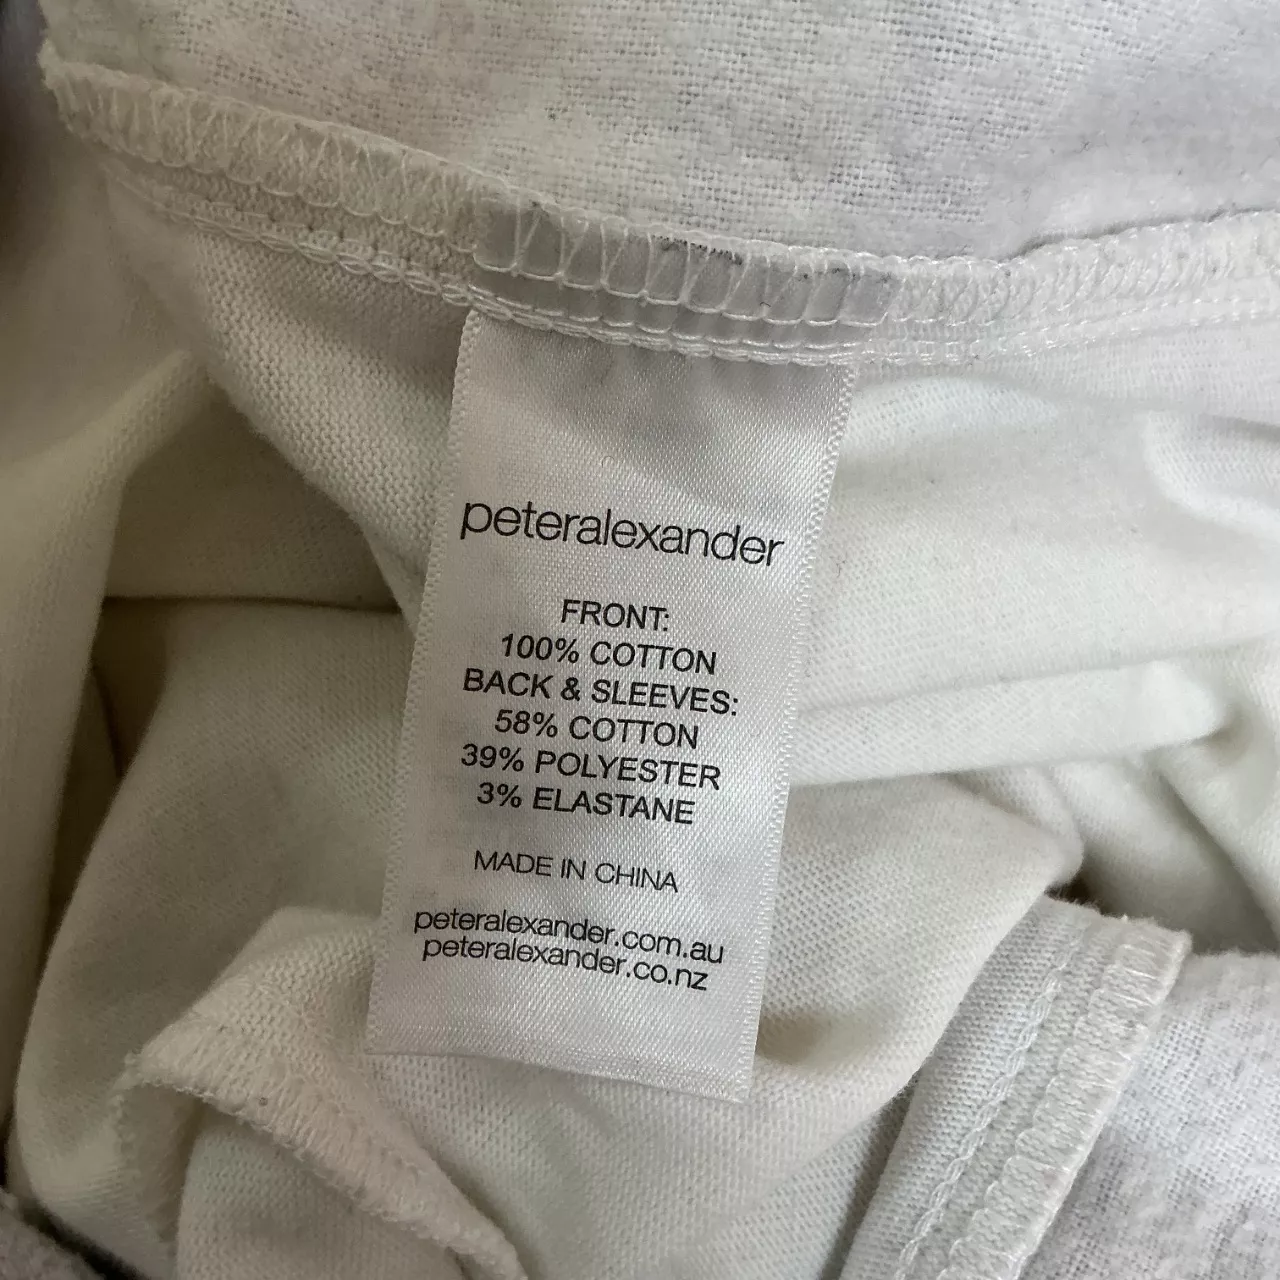 peteralexander
FRONT:
100% COTTON
BACK & SLEEVES:
58% COTTON
39% POLYESTER
3% ELASTANE
MADE IN CHINA
peteralexander.com.au
peteralexander.co.nz